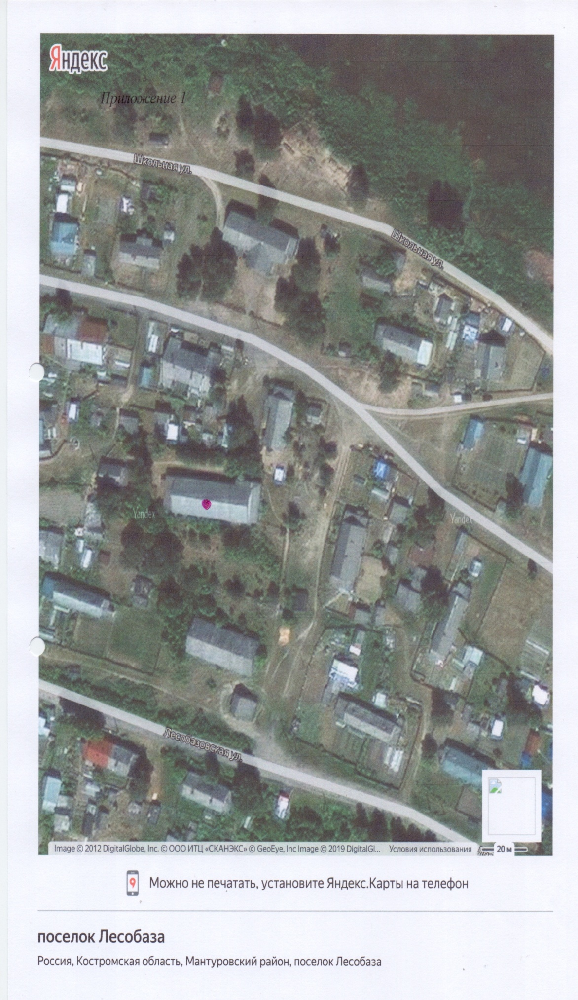 Яндекс
Приложение 1
Школьная ул.
Школьная ул.
Yandex
Yandex
Лесобазовская ул.
Image © 2012 DigitalGlobe, Inc. © ООО ИТЦ «СКАНЭКС» © GeoEye, Inc Image © 2019 DigitalGl... Условия использования 20 м
Можно не печатать, установите Яндекс.Карты на телефон
поселок Лесобаза
Россия, Костромская область, Мантуровский район, поселок Лесобаза